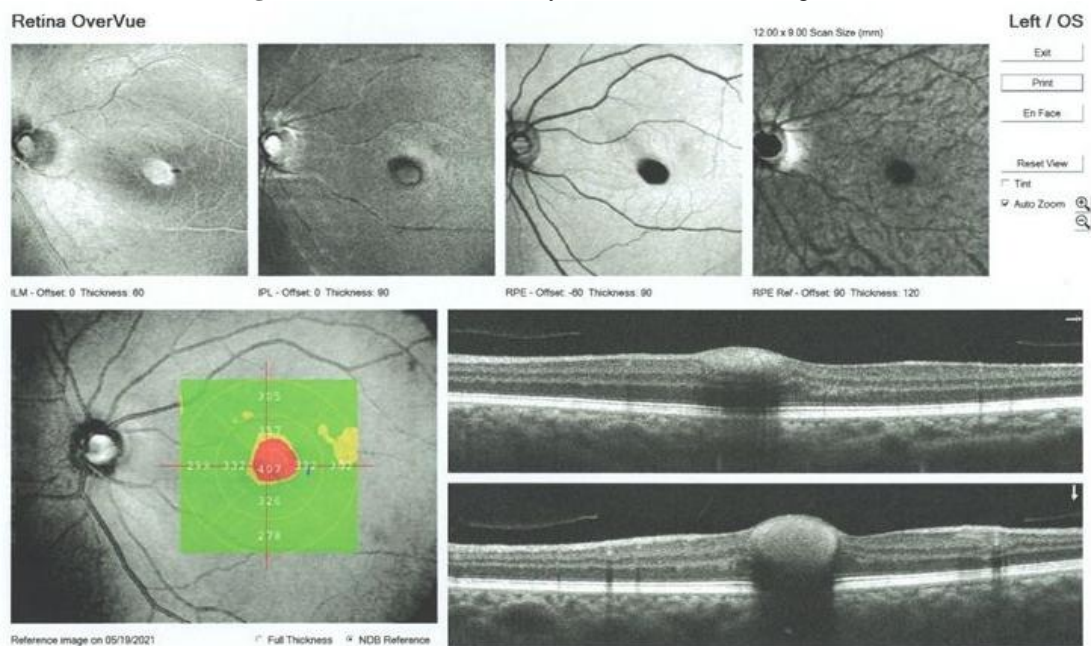 Retina OverVue
Left / OS
12.00 x 9.00 Scan Size (mm)
Exit
Print
En Face
Reset View
Tint
Auto Zoom
ILM - Offset: 0 Thickness: 60
IPL - Offset: 0 Thickness: 90
RPE - Offset: -60 Thickness: 90
RPE Ref - Offset: 90 Thickness: 120
305
357
332
407
332
326
278
Reference image on 05/19/2021
Full Thickness
NDB Reference